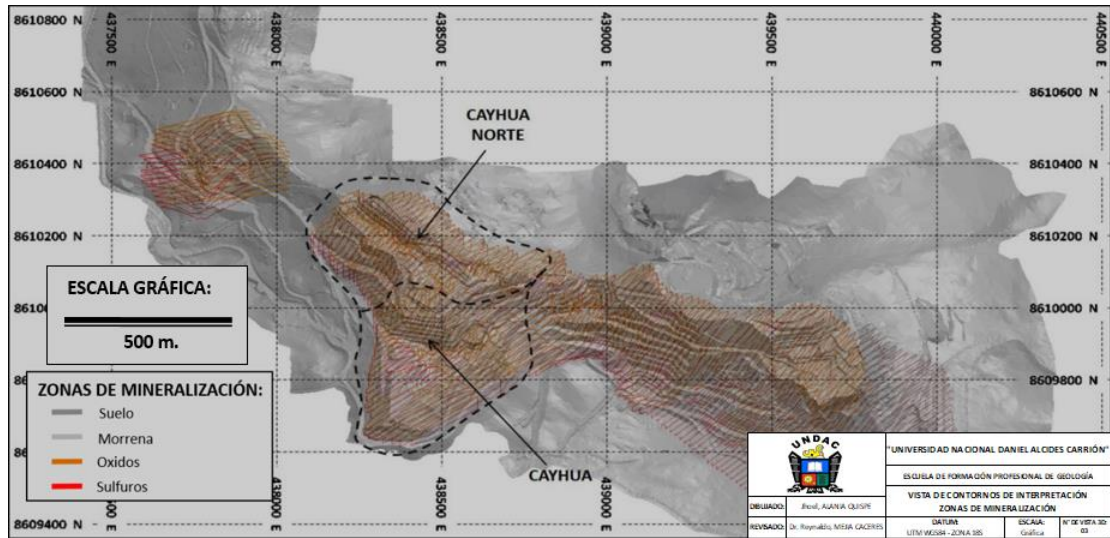 8610800 N
437500 E
438000 E
438500 E
439000 E
439500 E
440000 E
440500 E
8610600 N
8610600 N
8610400 N
8610400 N
8610200 N
8610200 N
8610000 N
8609800 N
8609400 N
CAYHUA
NORTE
CAYHUA
ESCALA GRÁFICA:
500 m.
ZONAS DE MINERALIZACIÓN:
Suelo
Morrena
Oxidos
Sulfuros
438000 E
438500 E
439000 E
UNDAC
"UNIVERSIDAD NACIONAL DANIEL ALCIDES CARRIÓN"
ESCUELA DE FORMACIÓN PROFESIONAL DE GEOLOGÍA
VISTA DE CONTORNOS DE INTERPRETACIÓN
ZONAS DE MINERALIZACIÓN
DIBUJADO: Jhoel, ALANIA QUISPE
REVISADO: Dr. Reynaldo, MEJIA CACERES
DATUM:
UTM WGS84 - ZONA 18S
ESCALA:
Gráfica
N° DE VISTA 3D:
03